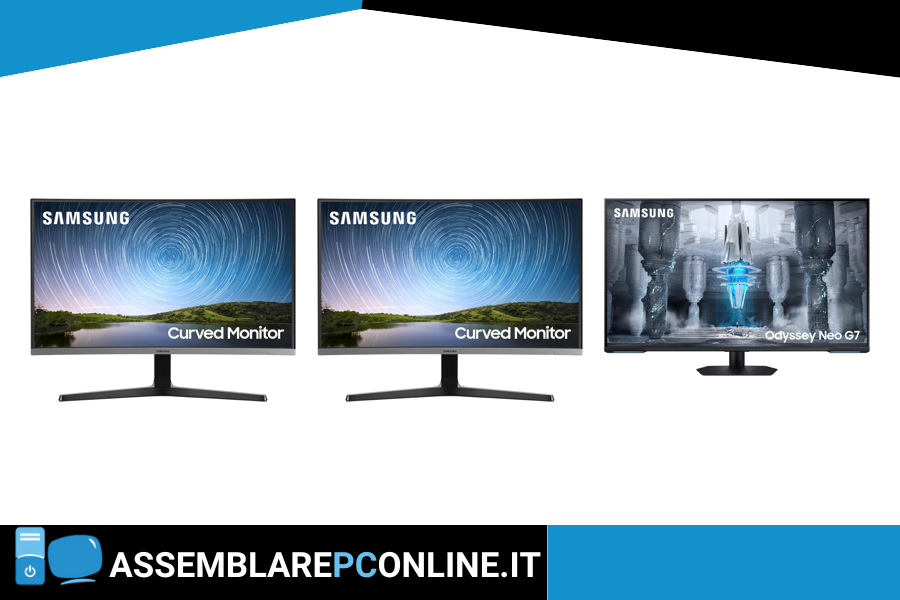 SAMSUNG
Curved Monitor
SAMSUNG
Curved Monitor
SAMSUNG
Odyssey Neo G7
ASSEMBLAREPCONLINE.IT